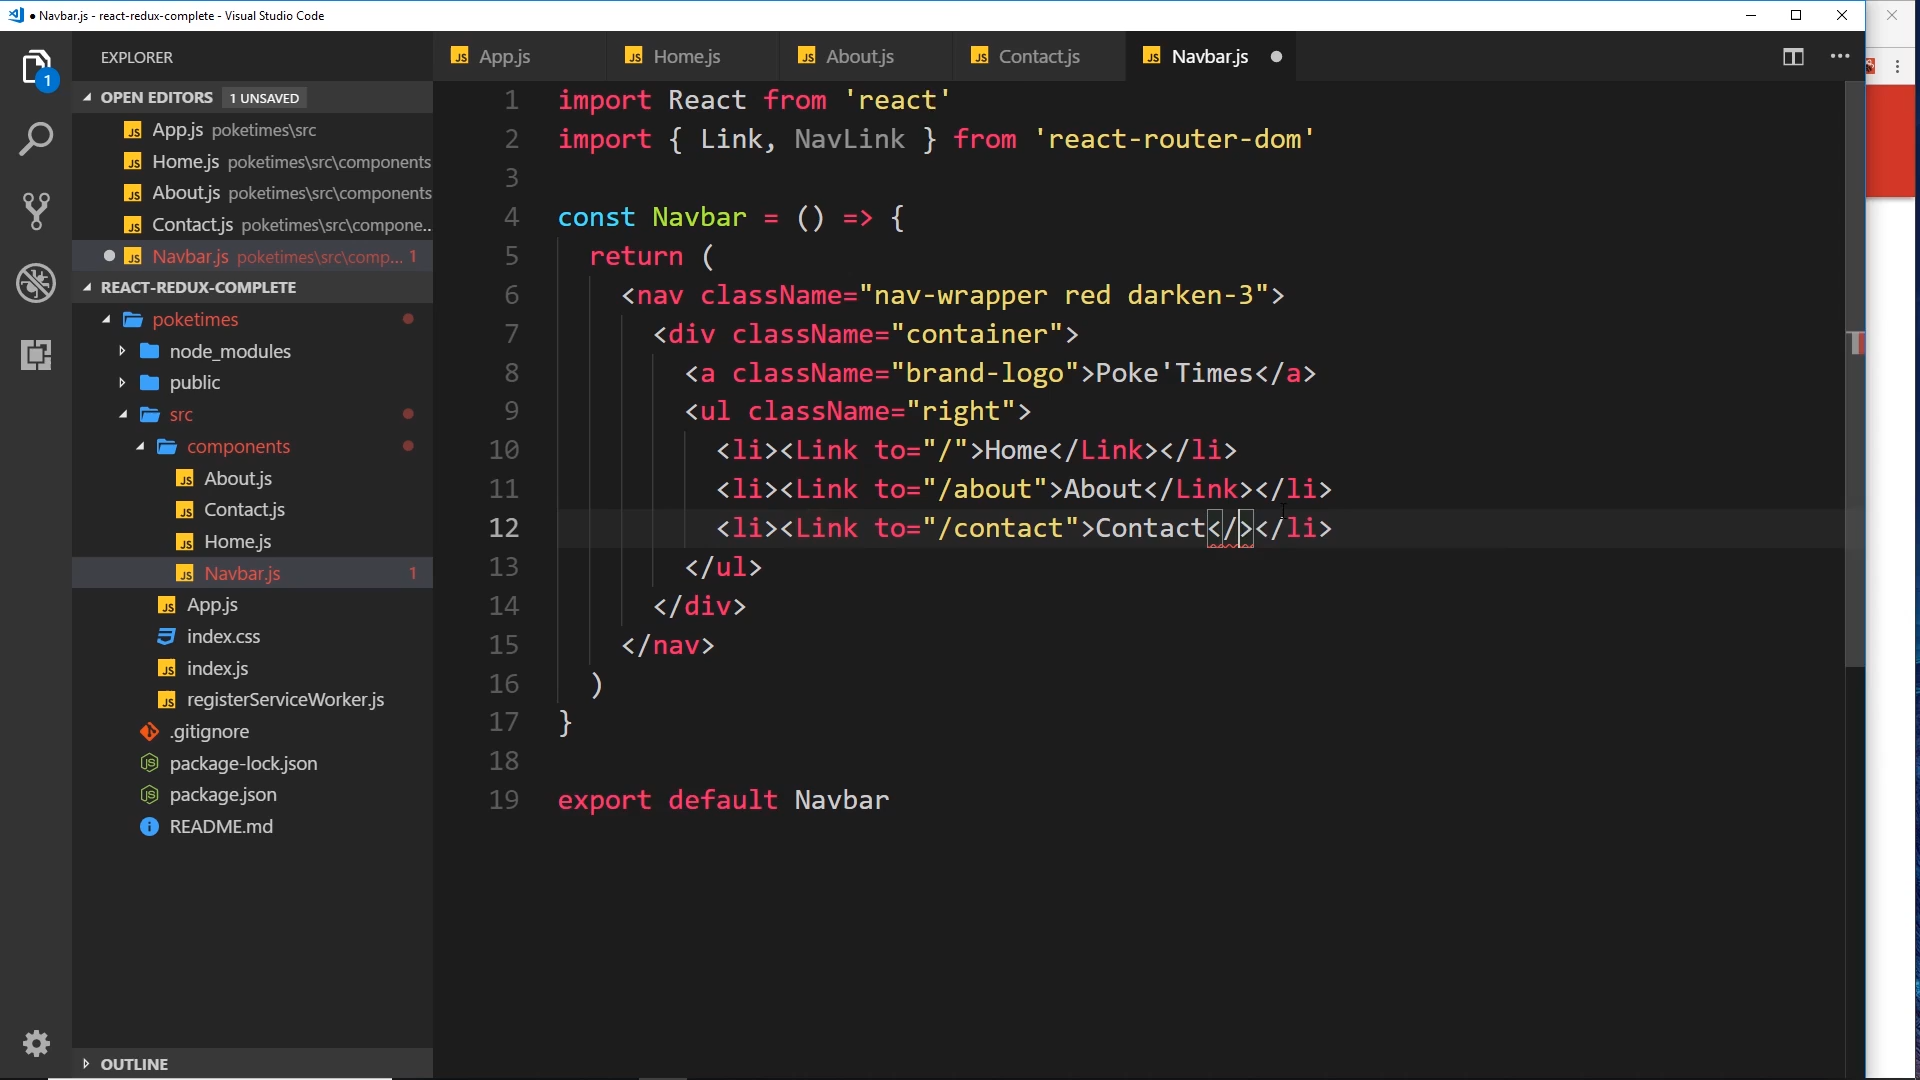 Navbar.js - react-redux-complete - Visual Studio Code
EXPLORER
1
OPEN EDITORS 1 UNSAVED
App.js poketimes\src
Home.js poketimes\src\components
About.js poketimes\src\components
Contact.js poketimes\src\compone...
Navbar.js poketimes\src\comp... 1
REACT-REDUX-COMPLETE
poketimes
node_modules
public
src
components
About.js
Contact.js
Home.js
Navbar.js 1
App.js
index.css
index.js
registerServiceWorker.js
.gitignore
package-lock.json
package.json
README.md
OUTLINE
JS App.js JS Home.js JS About.js JS Contact.js JS Navbar.js
1 import React from 'react'
2 import { Link, NavLink } from 'react-router-dom'
3
4 const Navbar = () => {
5 return (
6 <nav className="nav-wrapper red darken-3">
7 <div className="container">
8 <a className="brand-logo">Poke'Times</a>
9 <ul className="right">
10 <li><Link to="/">Home</Link></li>
11 <li><Link to="/about">About</Link></li>
12 <li><Link to="/contact">Contact</></li>
13 </ul>
14 </div>
15 </nav>
16 )
17 }
18
19 export default Navbar